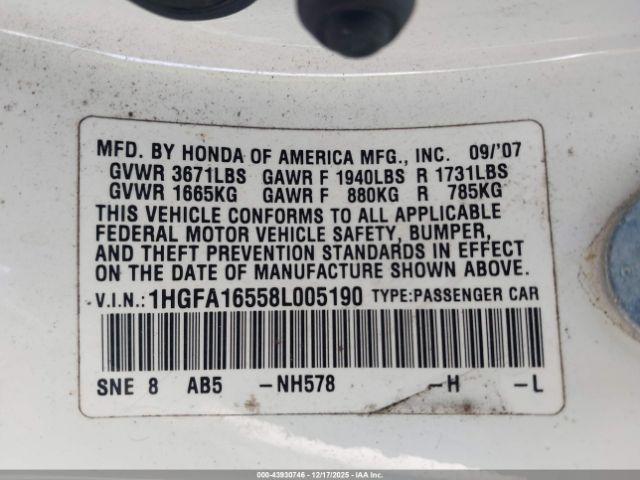 MFD. BY HONDA OF AMERICA MFG., INC. 09/'07
GVWR 3671LBS GAWR F 1940LBS R 1731LBS
GVWR 1665KG GAWR F 880KG R 785KG
THIS VEHICLE CONFORMS TO ALL APPLICABLE
FEDERAL MOTOR VEHICLE SAFETY, BUMPER,
AND THEFT PREVENTION STANDARDS IN EFFECT
ON THE DATE OF MANUFACTURE SHOWN ABOVE.
V.I.N.: 1HGFA16558L005190 TYPE:PASSENGER CAR
SNE 8 AB5 -NH578 -H -L
000-43930746 - 12/17/2025 - IAAI.COM